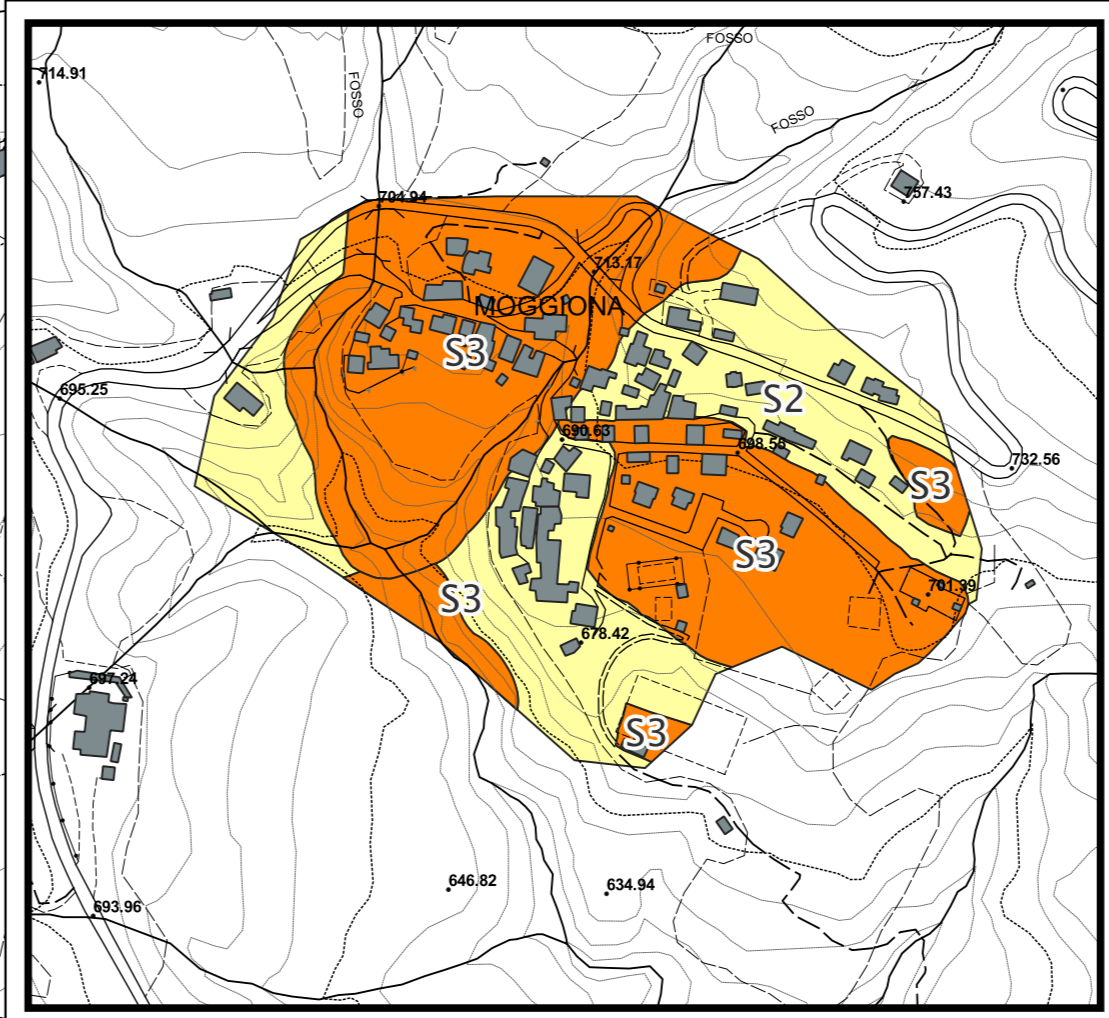 FOSSO
714.91
FOSSO
FOSSO
757.43
704.94
713.17
MOGGIONA
S3
695.25
S2
690.63
698.55
732.56
S3
S3
701.39
S3
678.42
697.24
S3
646.82
634.94
693.96